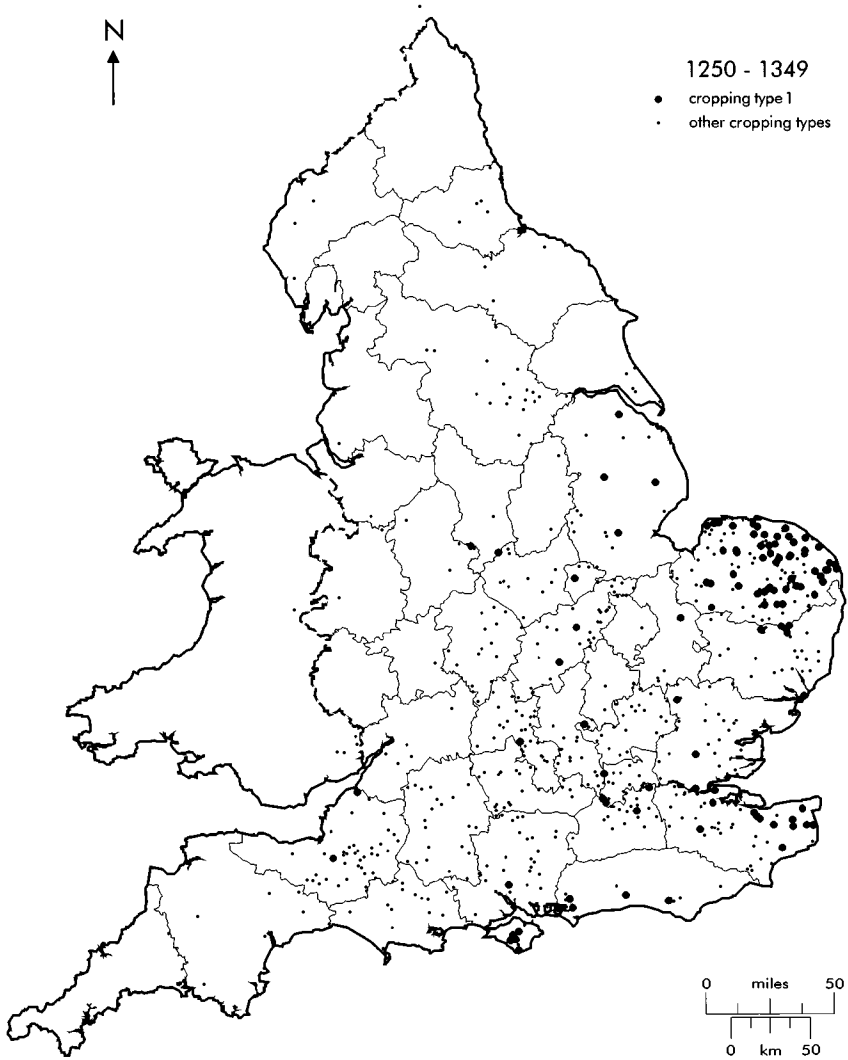 N
1250 - 1349
cropping type 1
other cropping types
0 miles 50
0 km 50